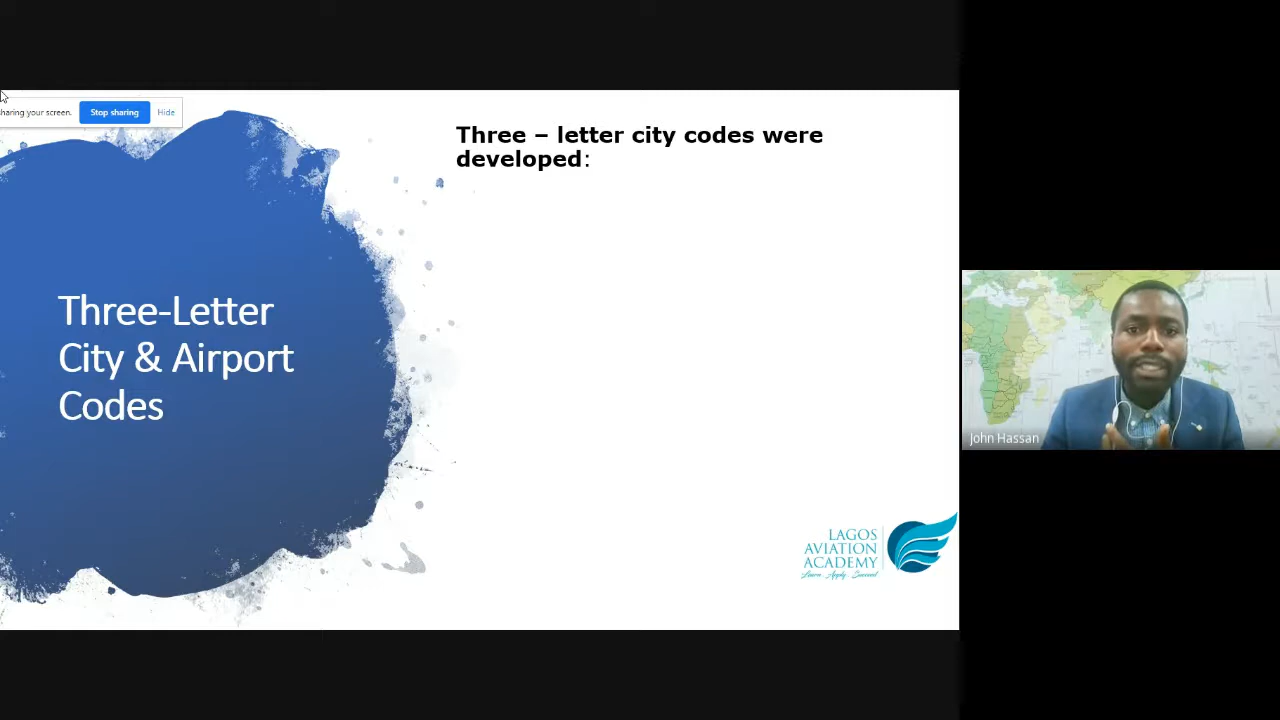 haring your screen.
Stop sharing
Hide
Three – letter city codes were
developed:
Three-Letter
City & Airport
Codes
John Hassan
LAGOS
AVIATION
ACADEMY
Learn . Apply . Succeed